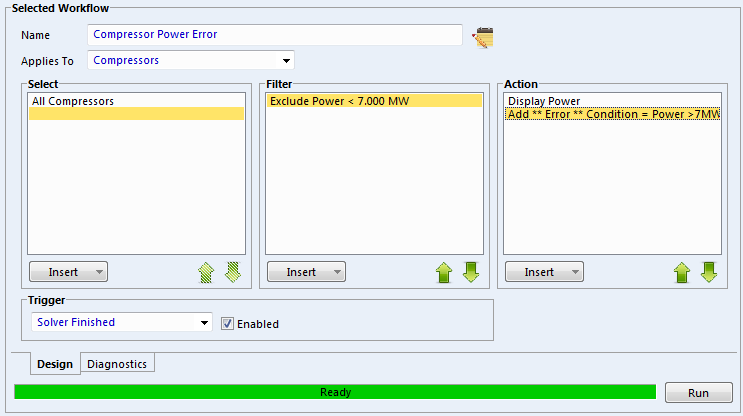 Selected Workflow
Name Compressor Power Error
Applies To Compressors
Select Filter Action
All Compressors Exclude Power < 7.000 MW Display Power
Add ** Error ** Condition = Power >7MW
Insert Insert Insert
Trigger
Solver Finished Enabled
Design Diagnostics
Ready Run